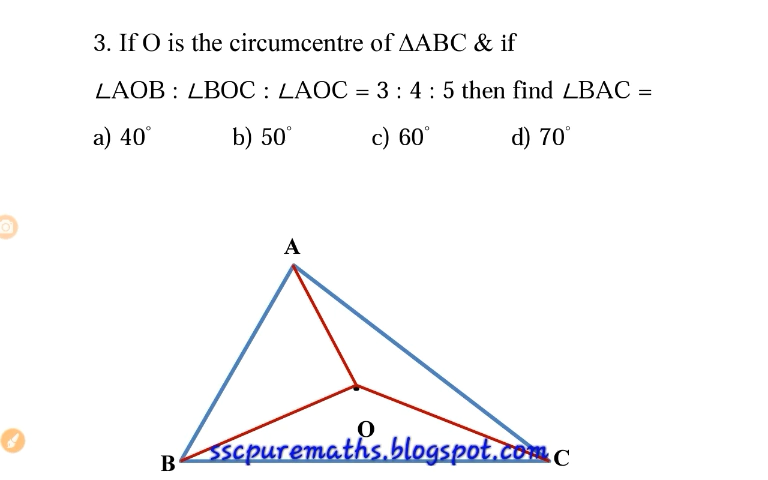 3. If O is the circumcentre of ΔABC & if
∠AOB : ∠BOC : ∠AOC = 3 : 4 : 5 then find ∠BAC =
a) 40° b) 50° c) 60° d) 70°
A
O
sscpuremaths.blogspot.com
B C